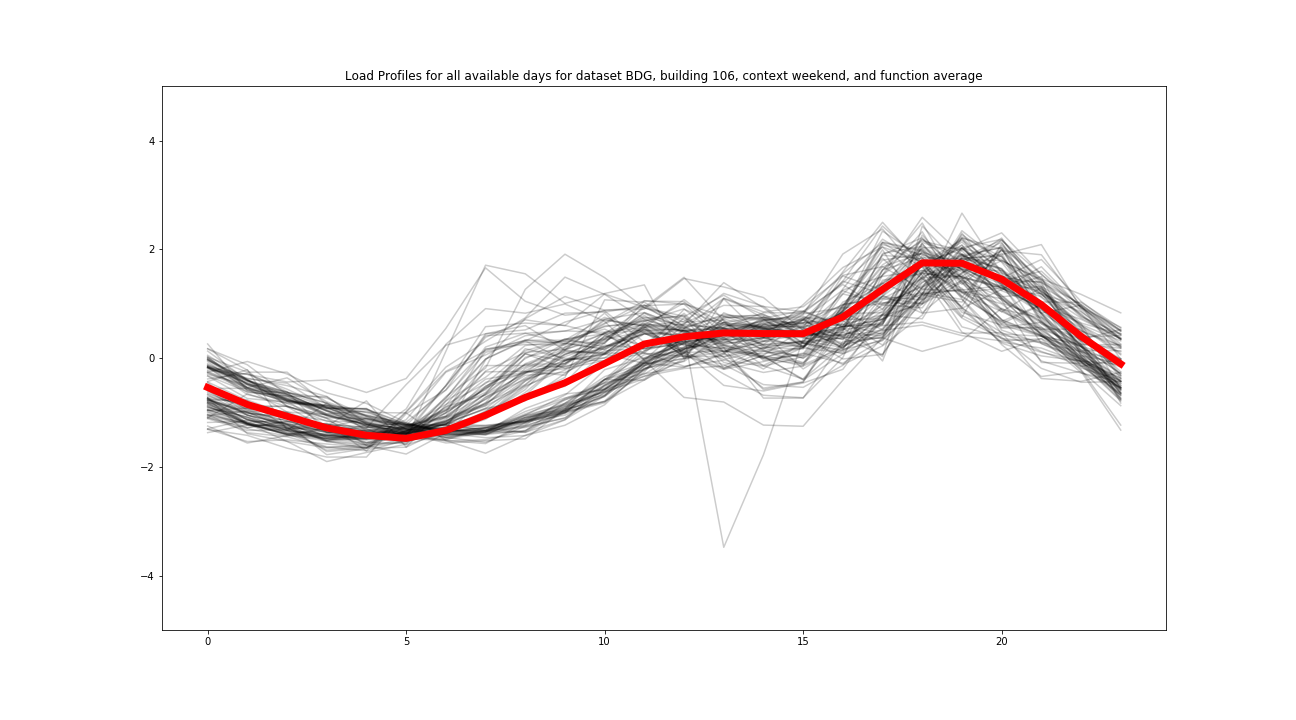 Load Profiles for all available days for dataset BDG, building 106, context weekend, and function average
4
2
0
−2
−4
0 5 10 15 20